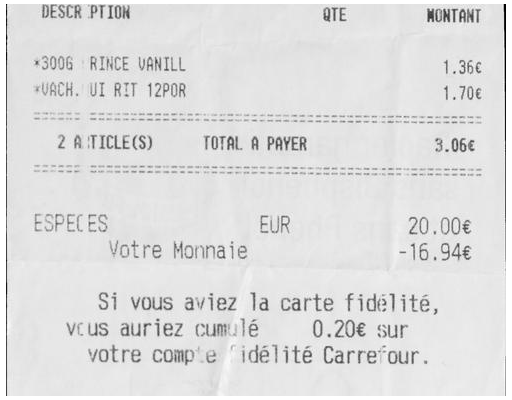 DESCR PTION QTE MONTANT
*300G RINCE VANILL 1.36€
*VACH. UI RIT 12POR 1.70€
2 A TICLE(S) TOTAL A PAYER 3.06€
ESPECES EUR 20.00€
Votre Monnaie -16.94€
Si vous aviez la carte fidélité,
vous auriez cumulé 0.20€ sur
votre compte fidélité Carrefour.